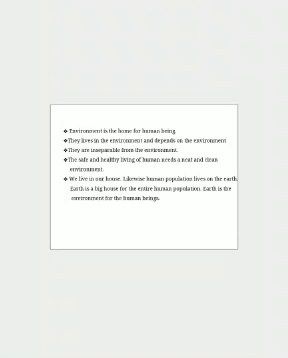 ❖ Environment is the home for human being.
❖They lives in the environment and depends on the environment
❖They are inseparable from the environment.
❖The safe and healthy living of human needs a neat and clean
environment.
❖ We live in our house. Likewise human population lives on the earth.
Earth is a big house for the entire human population. Earth is the
environment for the human beings.